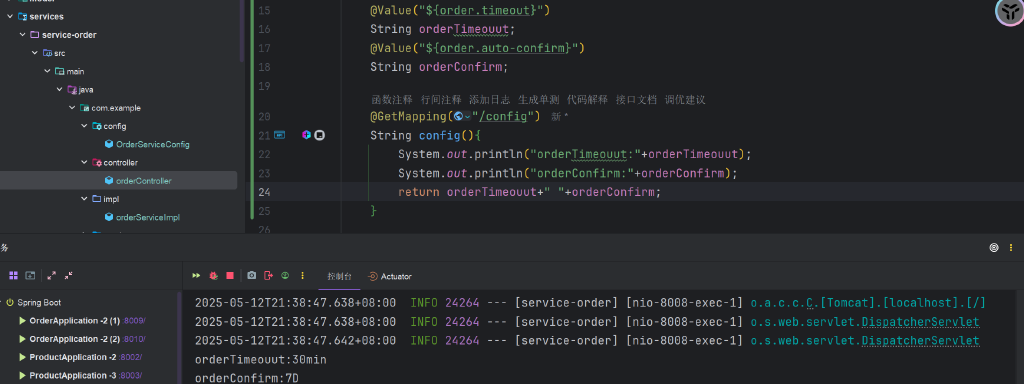 services
service-order
src
main
java
com.example
config
OrderServiceConfig
controller
orderController
impl
orderServiceImpl
15 @Value("${order.timeout}")
16 String orderTimeouut;
17 @Value("${order.auto-confirm}")
18 String orderConfirm;
19
函数注释 行间注释 添加日志 生成单测 代码解释 接口文档 调优建议
20 @GetMapping("/config") 新 *
21 String config(){
22 System.out.println("orderTimeouut:"+orderTimeouut);
23 System.out.println("orderConfirm:"+orderConfirm);
24 return orderTimeouut+" "+orderConfirm;
25 }
26
务
控制台 Actuator
Spring Boot
OrderApplication -2 (1) :8009/
OrderApplication -2 (2) :8010/
ProductApplication -2 :8002/
ProductApplication -3 :8003/
2025-05-12T21:38:47.638+08:00 INFO 24264 --- [service-order] [nio-8008-exec-1] o.a.c.c.C.[Tomcat].[localhost].[/]
2025-05-12T21:38:47.638+08:00 INFO 24264 --- [service-order] [nio-8008-exec-1] o.s.web.servlet.DispatcherServlet
2025-05-12T21:38:47.642+08:00 INFO 24264 --- [service-order] [nio-8008-exec-1] o.s.web.servlet.DispatcherServlet
orderTimeouut:30min
orderConfirm:7D